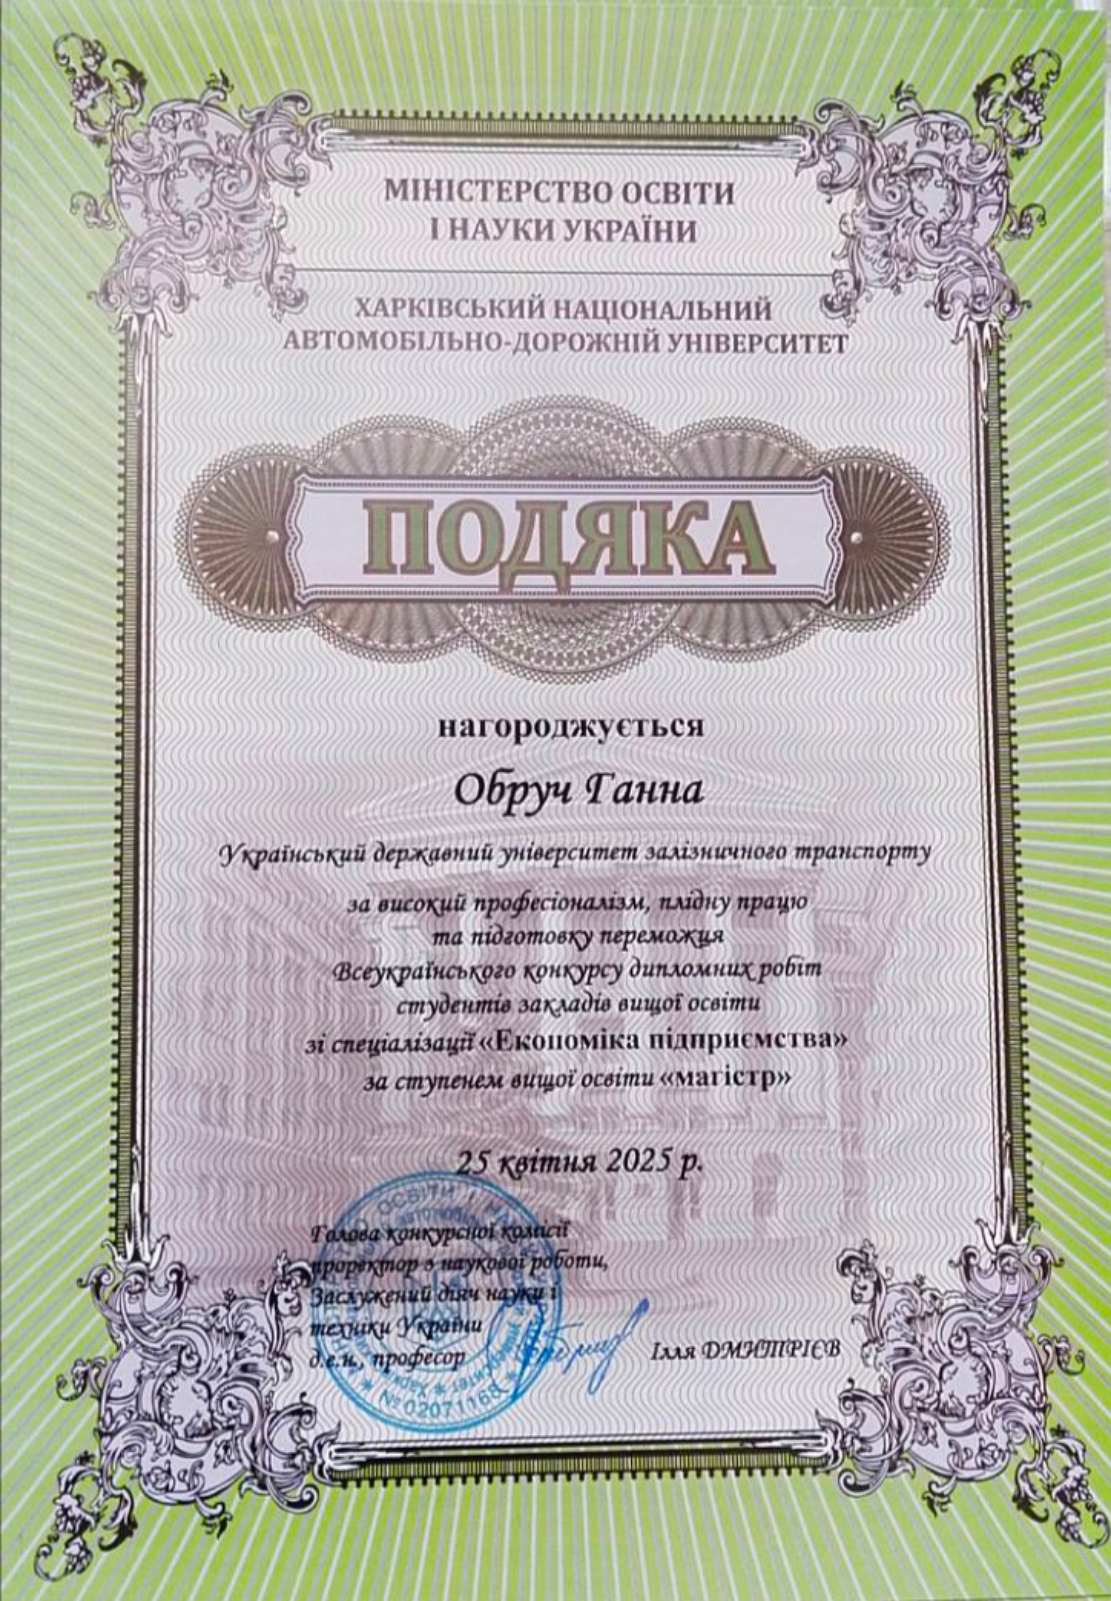 МІНІСТЕРСТВО ОСВІТИ
І НАУКИ УКРАЇНИ
ХАРКІВСЬКИЙ НАЦІОНАЛЬНИЙ
АВТОМОБІЛЬНО-ДОРОЖНІЙ УНІВЕРСИТЕТ
ПОДЯКА
нагороджується
Обруч Ганна
Український державний університет залізничного транспорту
за високий професіоналізм, плідну працю
та підготовку переможця
Всеукраїнського конкурсу дипломних робіт
студентів закладів вищої освіти
зі спеціалізації «Економіка підприємства»
за ступенем вищої освіти «магістр»
25 квітня 2025 р.
Голова конкурсної комісії
проректор з наукової роботи,
Заслужений діяч науки і
техніки України
д.е.н., професор
Ілля ДМИТРІЄВ
№ 02071168